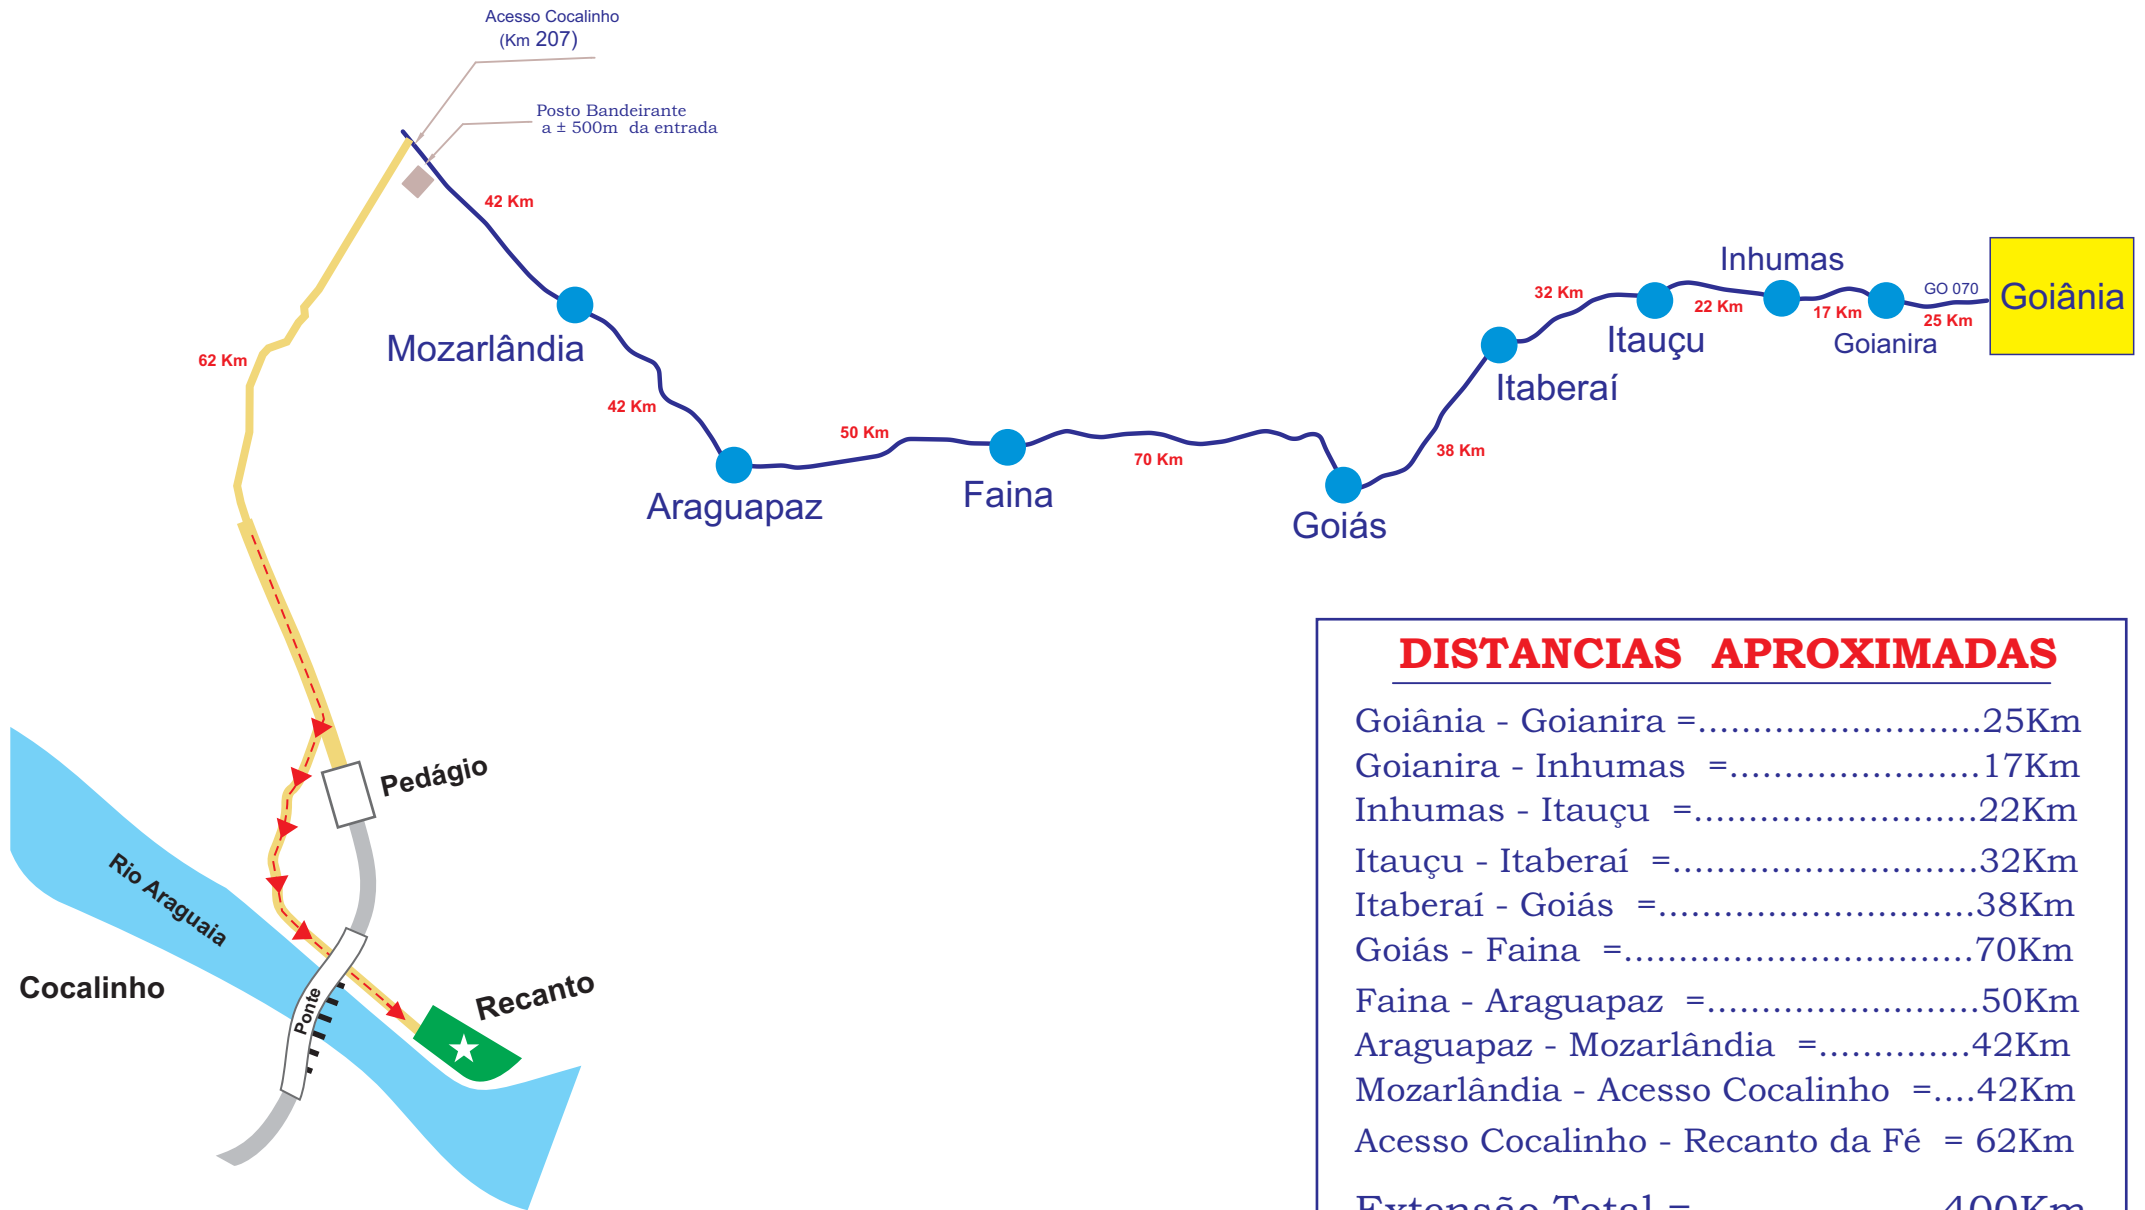 Acesso Cocalinho
(Km 207)
Posto Bandeirante
a ± 500m da entrada
42 Km
62 Km
Mozarlândia
42 Km
Araguapaz
50 Km
Faina
70 Km
Goiás
38 Km
Itaberaí
32 Km
Itauçu
22 Km
Inhumas
17 Km
Goianira
GO 070
25 Km
Goiânia
Pedágio
Rio Araguaia
Cocalinho
Ponte
Recanto
DISTANCIAS APROXIMADAS
Goiânia - Goianira =..........................25Km
Goianira - Inhumas =.......................17Km
Inhumas - Itauçu =..........................22Km
Itauçu - Itaberaí =............................32Km
Itaberaí - Goiás =.............................38Km
Goiás - Faina =................................70Km
Faina - Araguapaz =.........................50Km
Araguapaz - Mozarlândia =..............42Km
Mozarlândia - Acesso Cocalinho =....42Km
Acesso Cocalinho - Recanto da Fé = 62Km
Extensão Total = 400Km